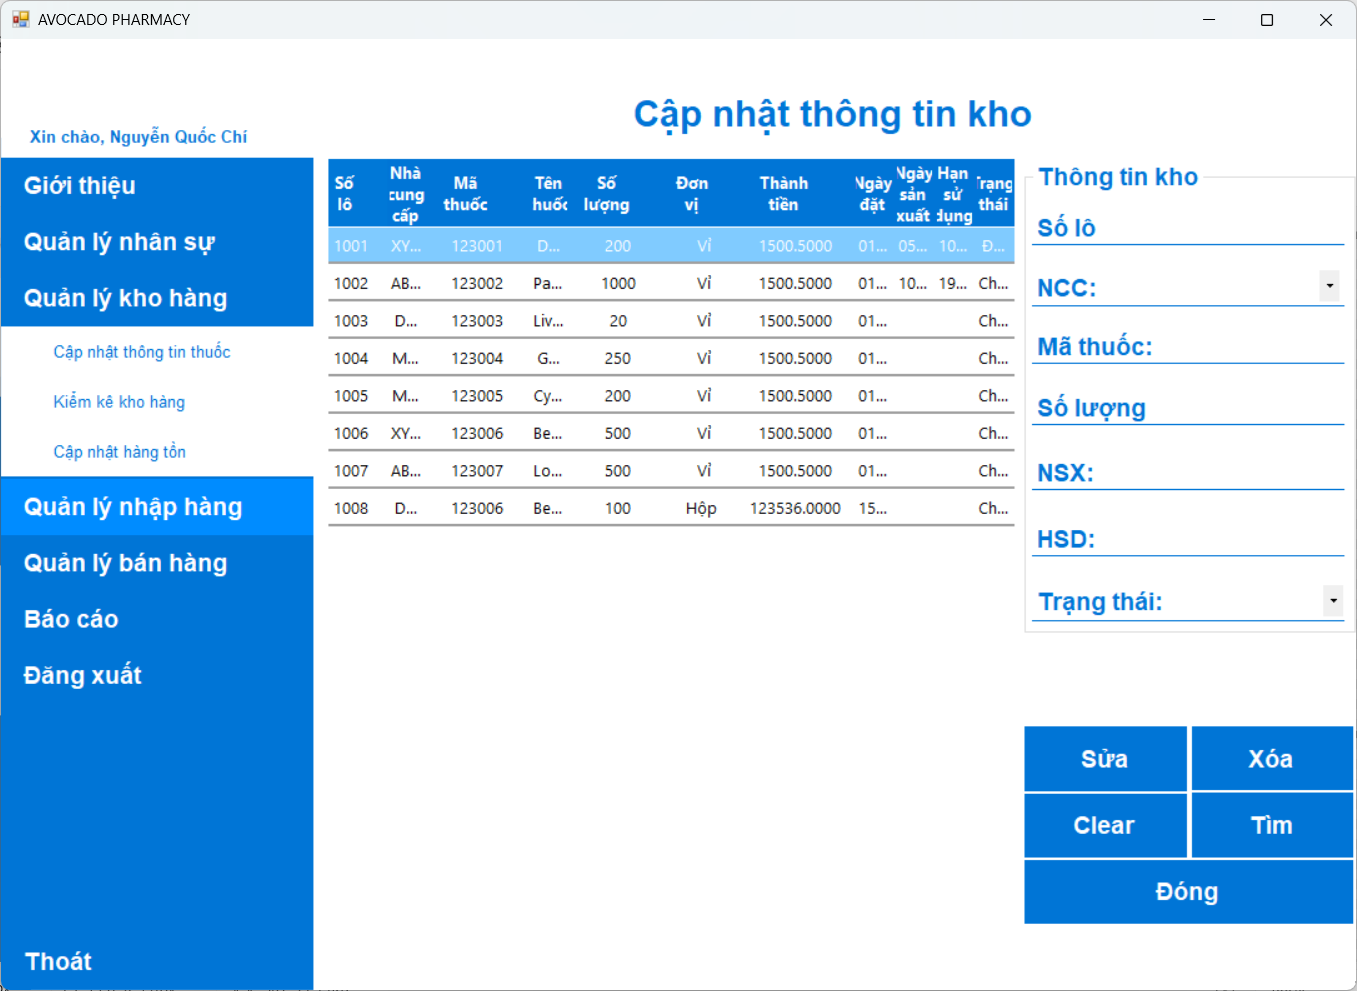 AVOCADO PHARMACY
Cập nhật thông tin kho
Xin chào, Nguyễn Quốc Chí
Giới thiệu
Quản lý nhân sự
Quản lý kho hàng
Cập nhật thông tin thuốc
Kiểm kê kho hàng
Cập nhật hàng tồn
Quản lý nhập hàng
Quản lý bán hàng
Báo cáo
Đăng xuất
Thoát
Số lô Nhà cung cấp Mã thuốc Tên huốc Số lượng Đơn vị Thành tiền Ngày đặt Ngày sản xuất Hạn sử dụng Trạng thái
1001 XY... 123001 D... 200 Vỉ 1500.5000 01... 05... 10... Đ...
1002 AB... 123002 Pa... 1000 Vỉ 1500.5000 01... 10... 19... Ch...
1003 D... 123003 Liv... 20 Vỉ 1500.5000 01... Ch...
1004 M... 123004 G... 250 Vỉ 1500.5000 01... Ch...
1005 M... 123005 Cy... 200 Vỉ 1500.5000 01... Ch...
1006 XY... 123006 Be... 500 Vỉ 1500.5000 01... Ch...
1007 AB... 123007 Lo... 500 Vỉ 1500.5000 01... Ch...
1008 D... 123006 Be... 100 Hộp 123536.0000 15... Ch...
Thông tin kho
Số lô
NCC:
Mã thuốc:
Số lượng
NSX:
HSD:
Trạng thái:
Sửa Xóa
Clear Tìm
Đóng